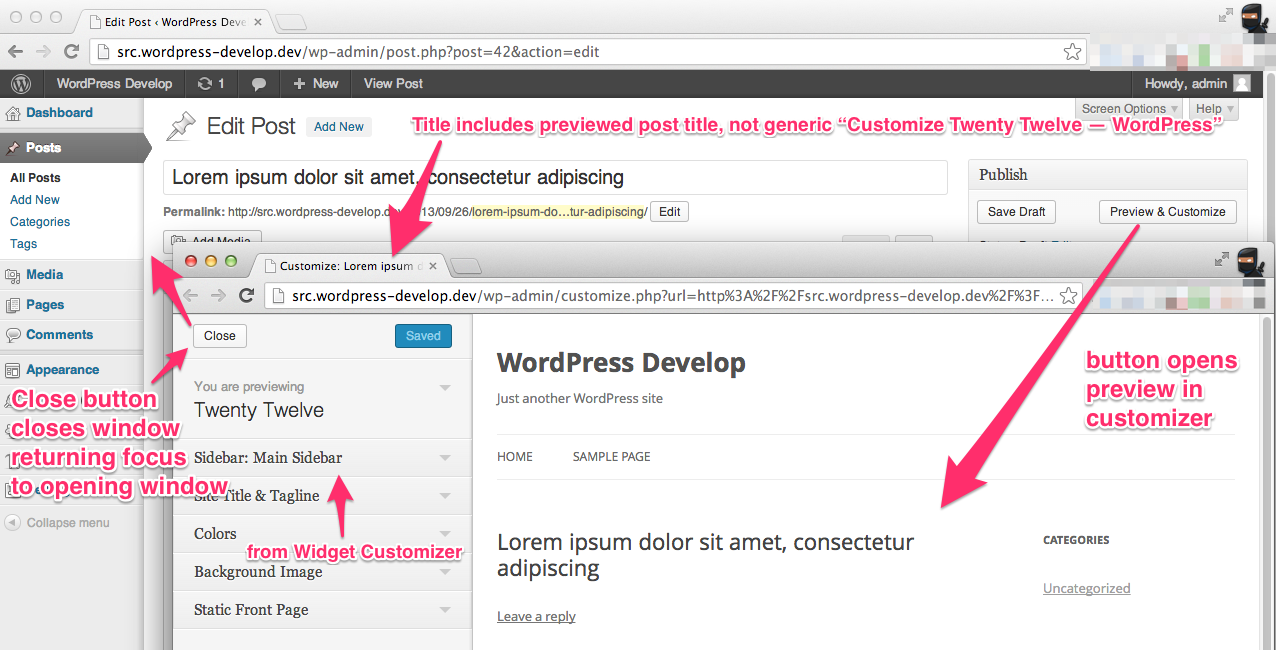 Edit Post ‹ WordPress Deve
src.wordpress-develop.dev/wp-admin/post.php?post=42&action=edit
WordPress Develop 1 + New View Post Howdy, admin
Screen Options Help
Dashboard
Posts
All Posts
Add New
Categories
Tags
Media
Pages
Comments
Appearance
Collapse menu
Edit Post Add New
Title includes previewed post title, not generic “Customize Twenty Twelve — WordPress”
Lorem ipsum dolor sit amet, consectetur adipiscing
Permalink: http://src.wordpress-develop.de 13/09/26/lorem-ipsum-do…tur-adipiscing/ Edit
Add Media
Publish
Save Draft Preview & Customize
Customize: Lorem ipsum
src.wordpress-develop.dev/wp-admin/customize.php?url=http%3A%2F%2Fsrc.wordpress-develop.dev%2F%3F...
Close Saved
You are previewing
Twenty Twelve
Sidebar: Main Sidebar
Site Title & Tagline
Colors
Background Image
Static Front Page
Close button
closes window
returning focus
to opening window
from Widget Customizer
WordPress Develop
Just another WordPress site
HOME SAMPLE PAGE
Lorem ipsum dolor sit amet, consectetur
adipiscing
Leave a reply
CATEGORIES
Uncategorized
button opens
preview in
customizer